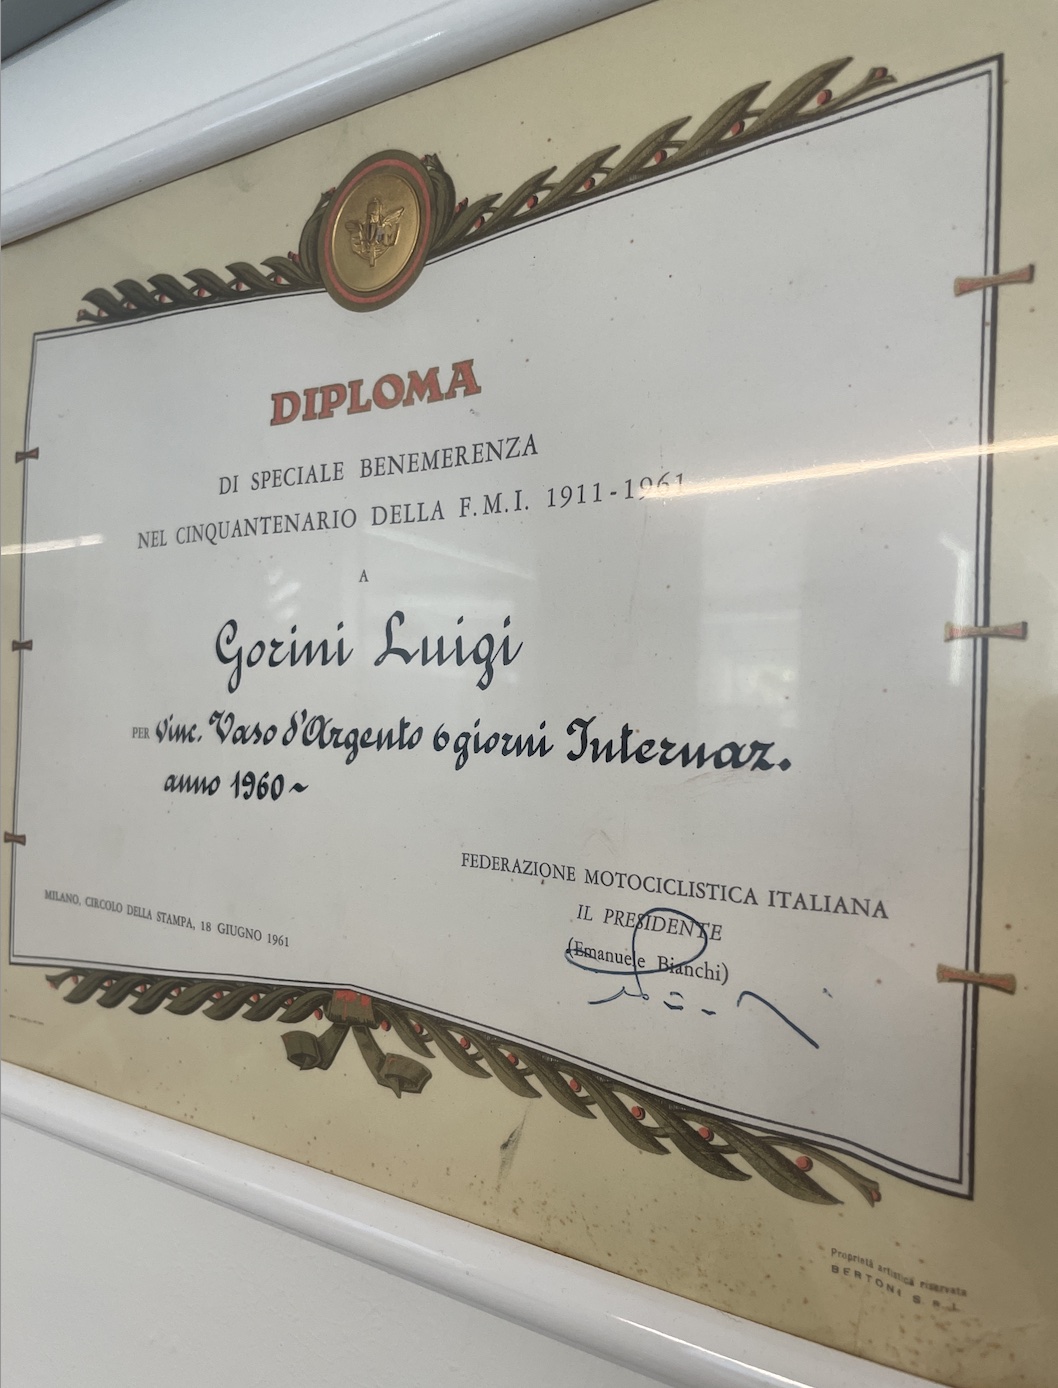 DIPLOMA
DI SPECIALE BENEMERENZA
NEL CINQUANTENARIO DELLA F.M.I. 1911-1961
A
Gorini Luigi
PER Vinc. Vaso d'Argento 6 giorni Internaz.
anno 1960~
FEDERAZIONE MOTOCICLISTICA ITALIANA
IL PRESIDENTE
(Emanuele Bianchi)
MILANO, CIRCOLO DELLA STAMPA, 18 GIUGNO 1961
Proprietà artistica riservata
BERTONI S. r. l.